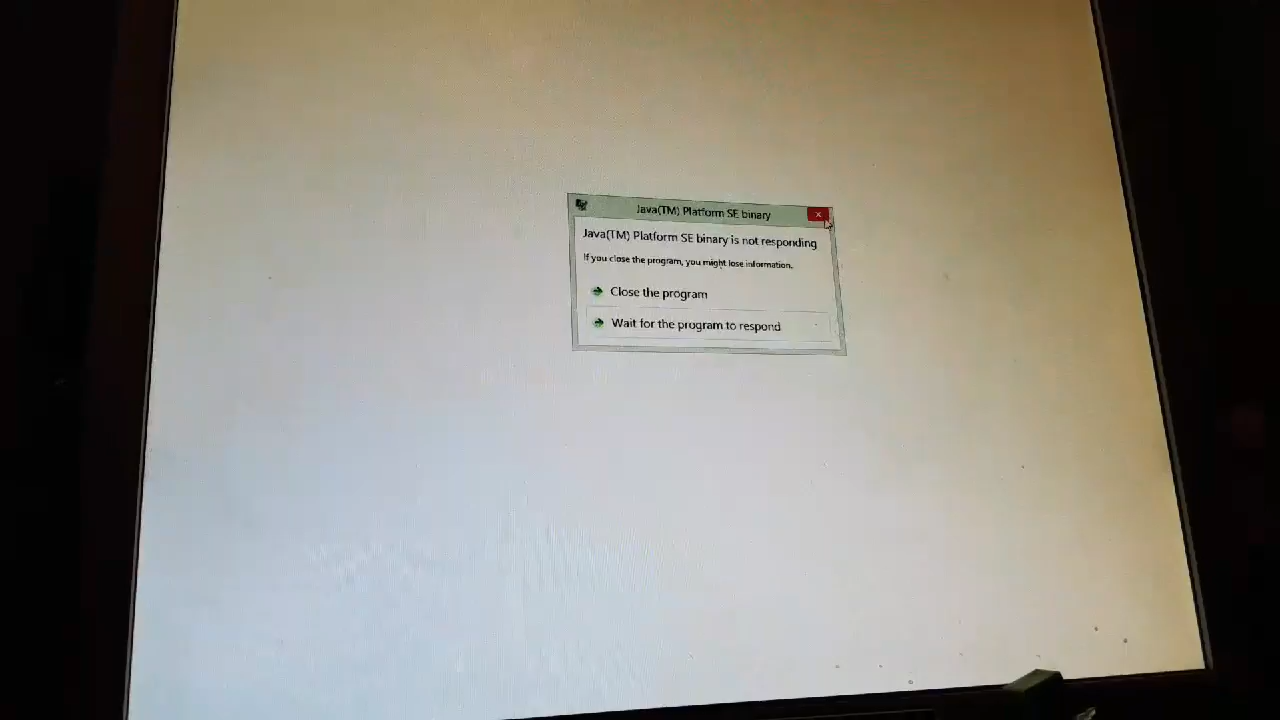 Java(TM) Platform SE binary
x
Java(TM) Platform SE binary is not responding
If you close the program, you might lose information.
Close the program
Wait for the program to respond